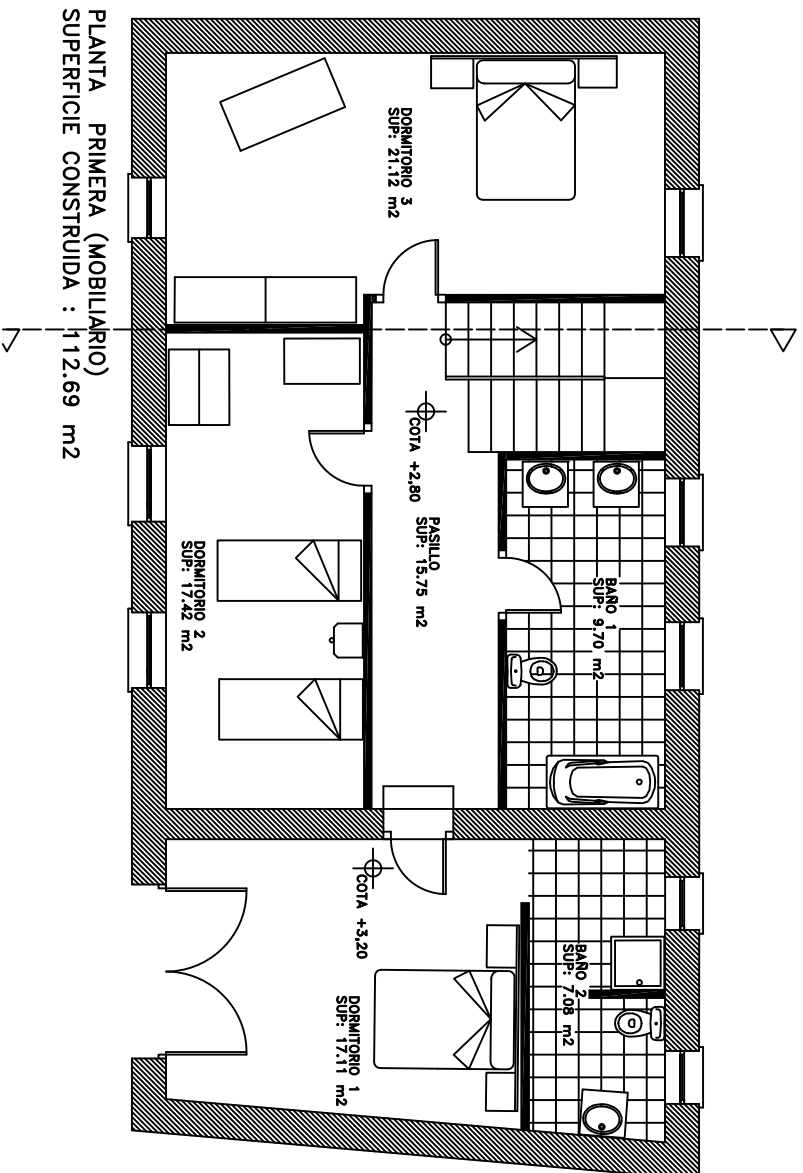 PLANTA PRIMERA (MOBILIARIO)
SUPERFICIE CONSTRUIDA : 112.69 m2
DORMITORIO 3
SUP: 21.12 m2
COTA +2,80
PASILLO
SUP: 15.75 m2
BAÑO 1
SUP: 9.70 m2
DORMITORIO 2
SUP: 17.42 m2
COTA +3,20
BAÑO 2
SUP: 7.08 m2
DORMITORIO 1
SUP: 17.11 m2